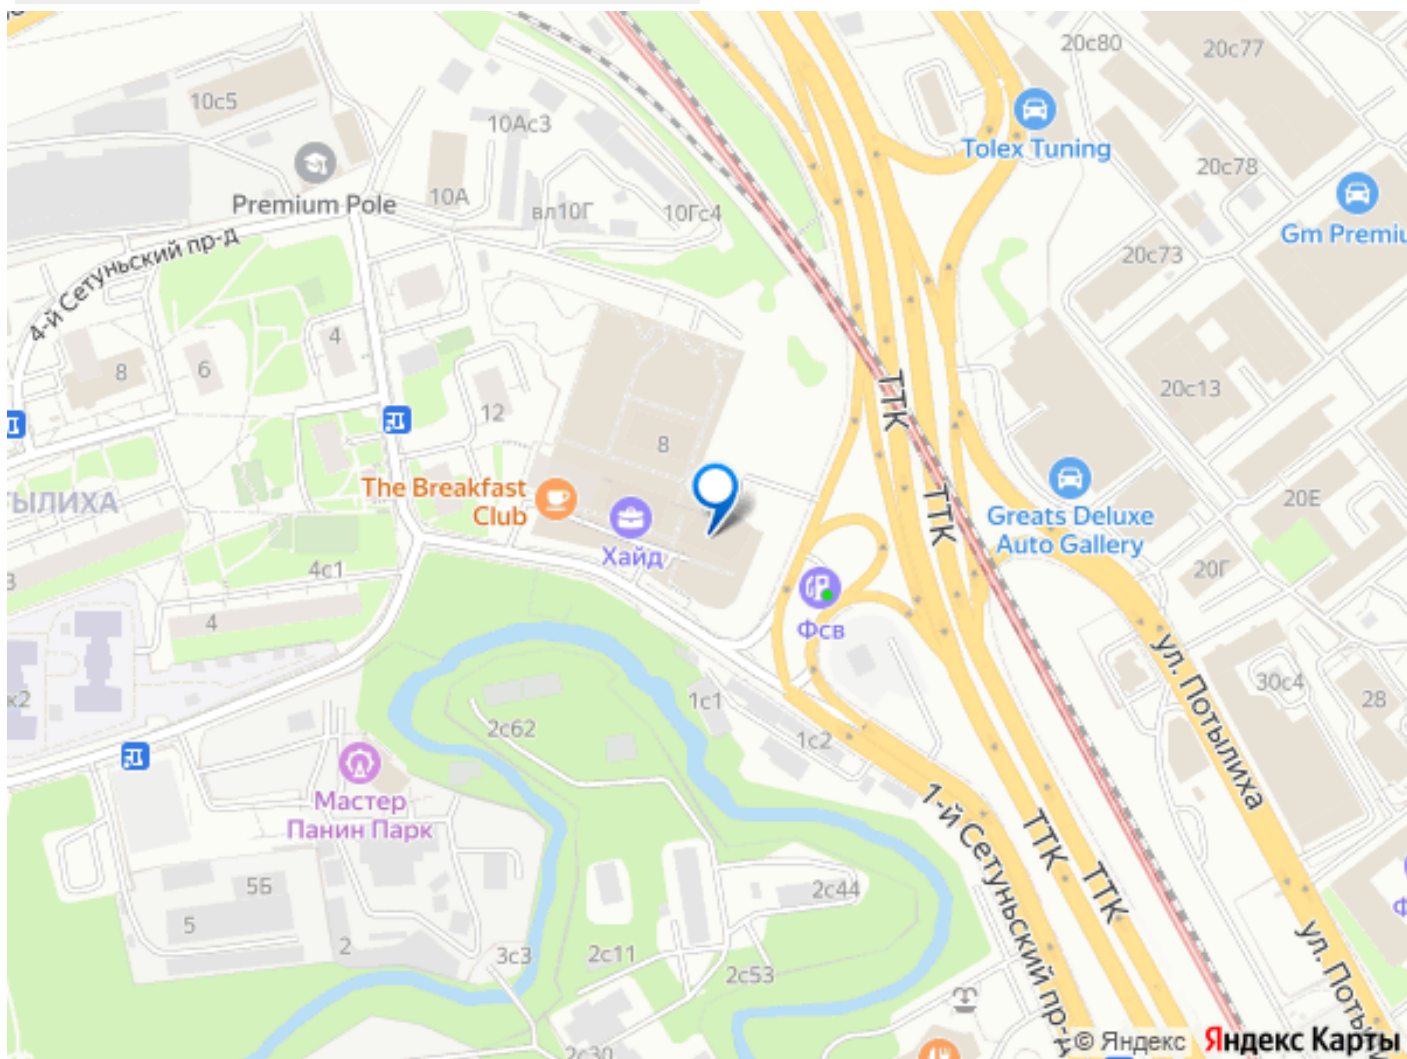 20с80
20с77
10с5
10Ас3
Tolex Tuning
20с78
Premium Pole
10А
вл10Г
10Гс4
Gm Premiu
4-й Сетуньский пр-д
20с73
4
8
6
ТТК
20с13
12
8
The Breakfast
Club
ТЫЛИХА
ТТК
20Е
Greats Deluxe
Auto Gallery
Хайд
4с1
20Г
3
4
Фсв
ул. Потылиха
к2
1с1
30с4
28
2с62
1с2
Мастер
Панин Парк
1-й Сетуньский пр-д
ТТК
ТТК
5Б
2с44
5
2
3с3
2с11
2с53
ул. Поты
2с30
© Яндекс Яндекс Карты